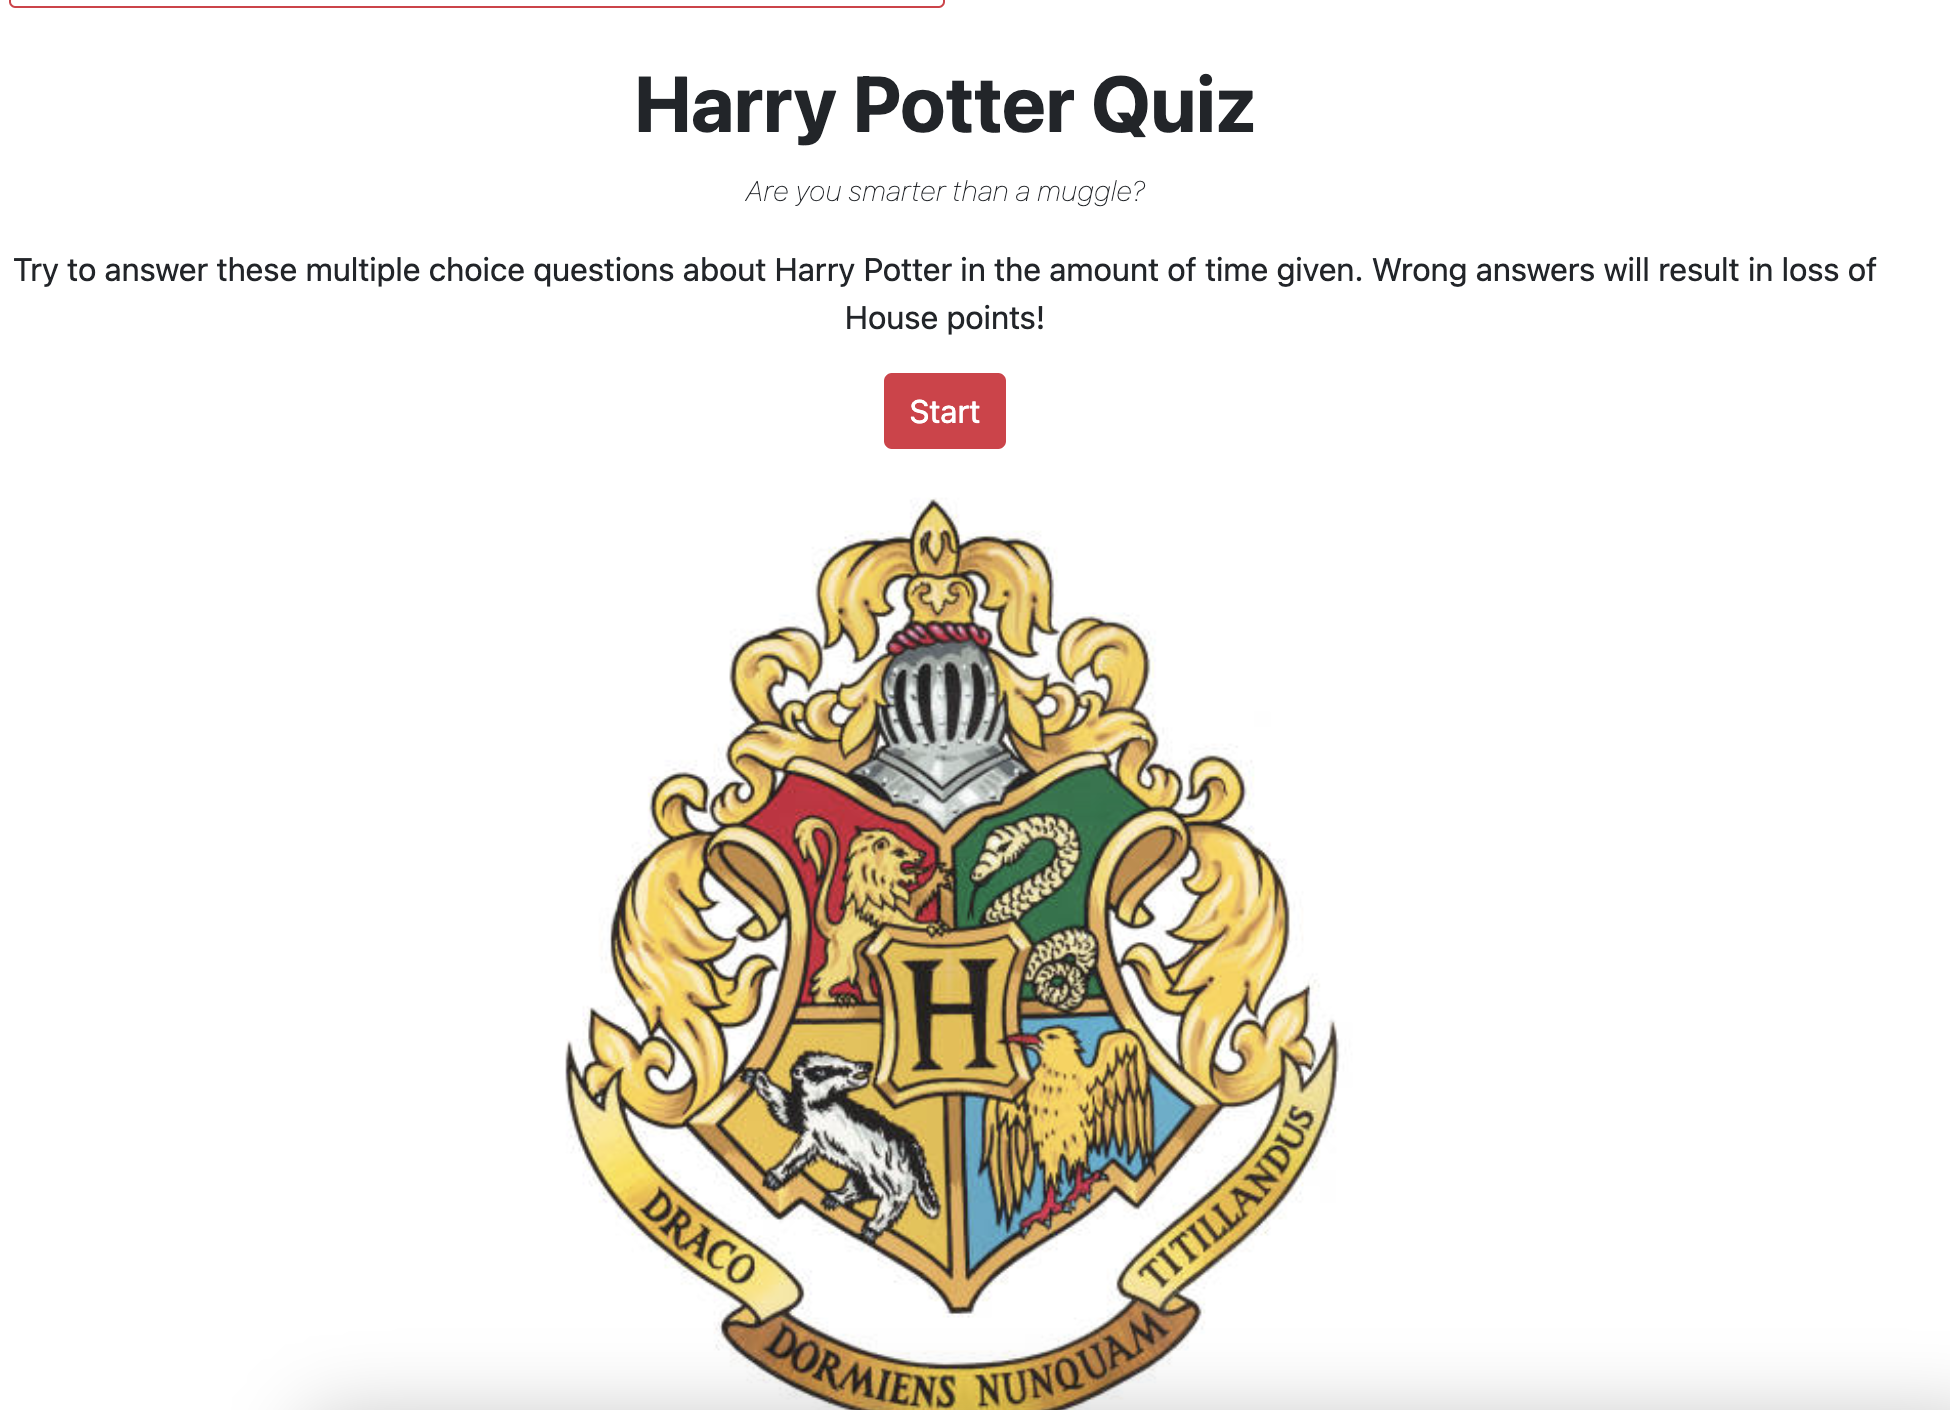 Harry Potter Quiz
Are you smarter than a muggle?
Try to answer these multiple choice questions about Harry Potter in the amount of time given. Wrong answers will result in loss of
House points!
Start
H
DRACO
DORMIENS NUNQUAM
TITILLANDUS